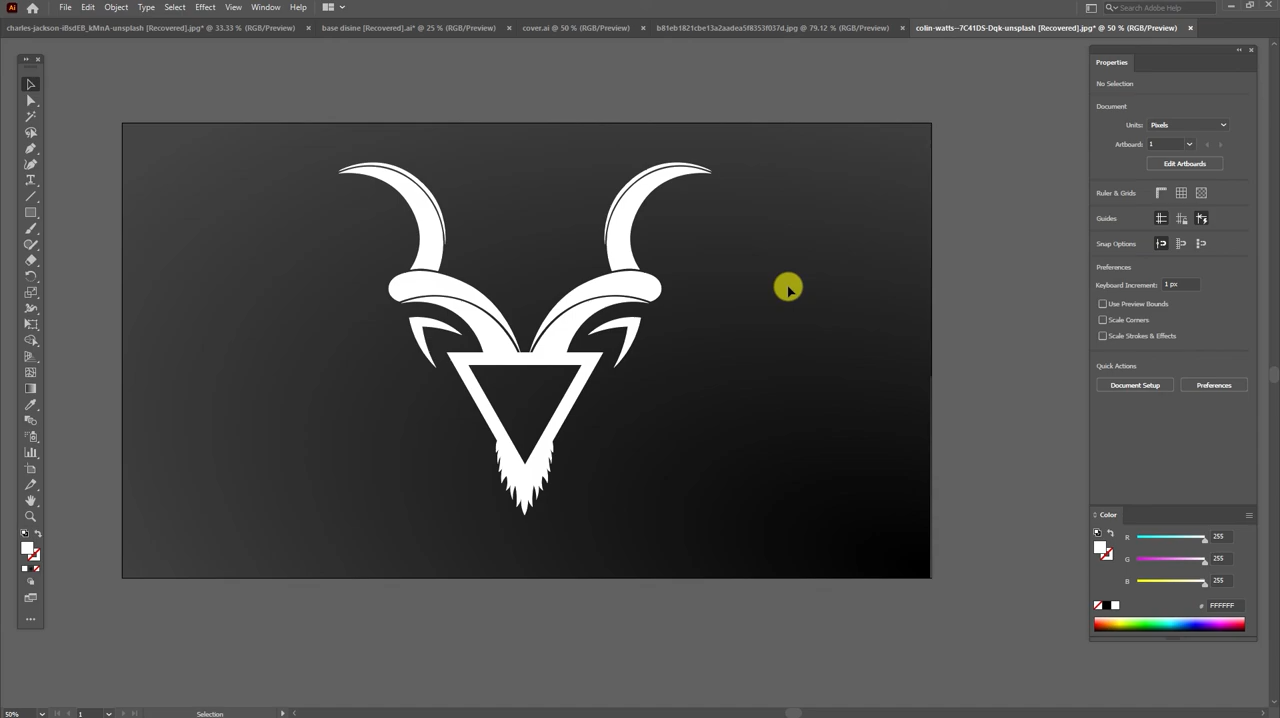 Ai File Edit Object Type Select Effect View Window Help Search Adobe Help
charles-jackson-iBsdEB_kMnA-unsplash [Recovered].jpg* @ 33.33 % (RGB/Preview) × base disine [Recovered].ai* @ 25 % (RGB/Preview) × cover.ai @ 50 % (RGB/Preview) × b81eb1821cbe13a2aadea5f8353f037d.jpg @ 79.12 % (RGB/Preview) × colin-watts--7C41DS-Dqk-unsplash [Recovered].jpg* @ 50 % (RGB/Preview) ×
Properties
No Selection
Document
Units: Pixels
Artboard: 1
Edit Artboards
Ruler & Grids
Guides
Snap Options
Preferences
Keyboard Increment: 1 px
Use Preview Bounds
Scale Corners
Scale Strokes & Effects
Quick Actions
Document Setup Preferences
Color
R 255
G 255
B 255
# FFFFFF
50% 1 Selection